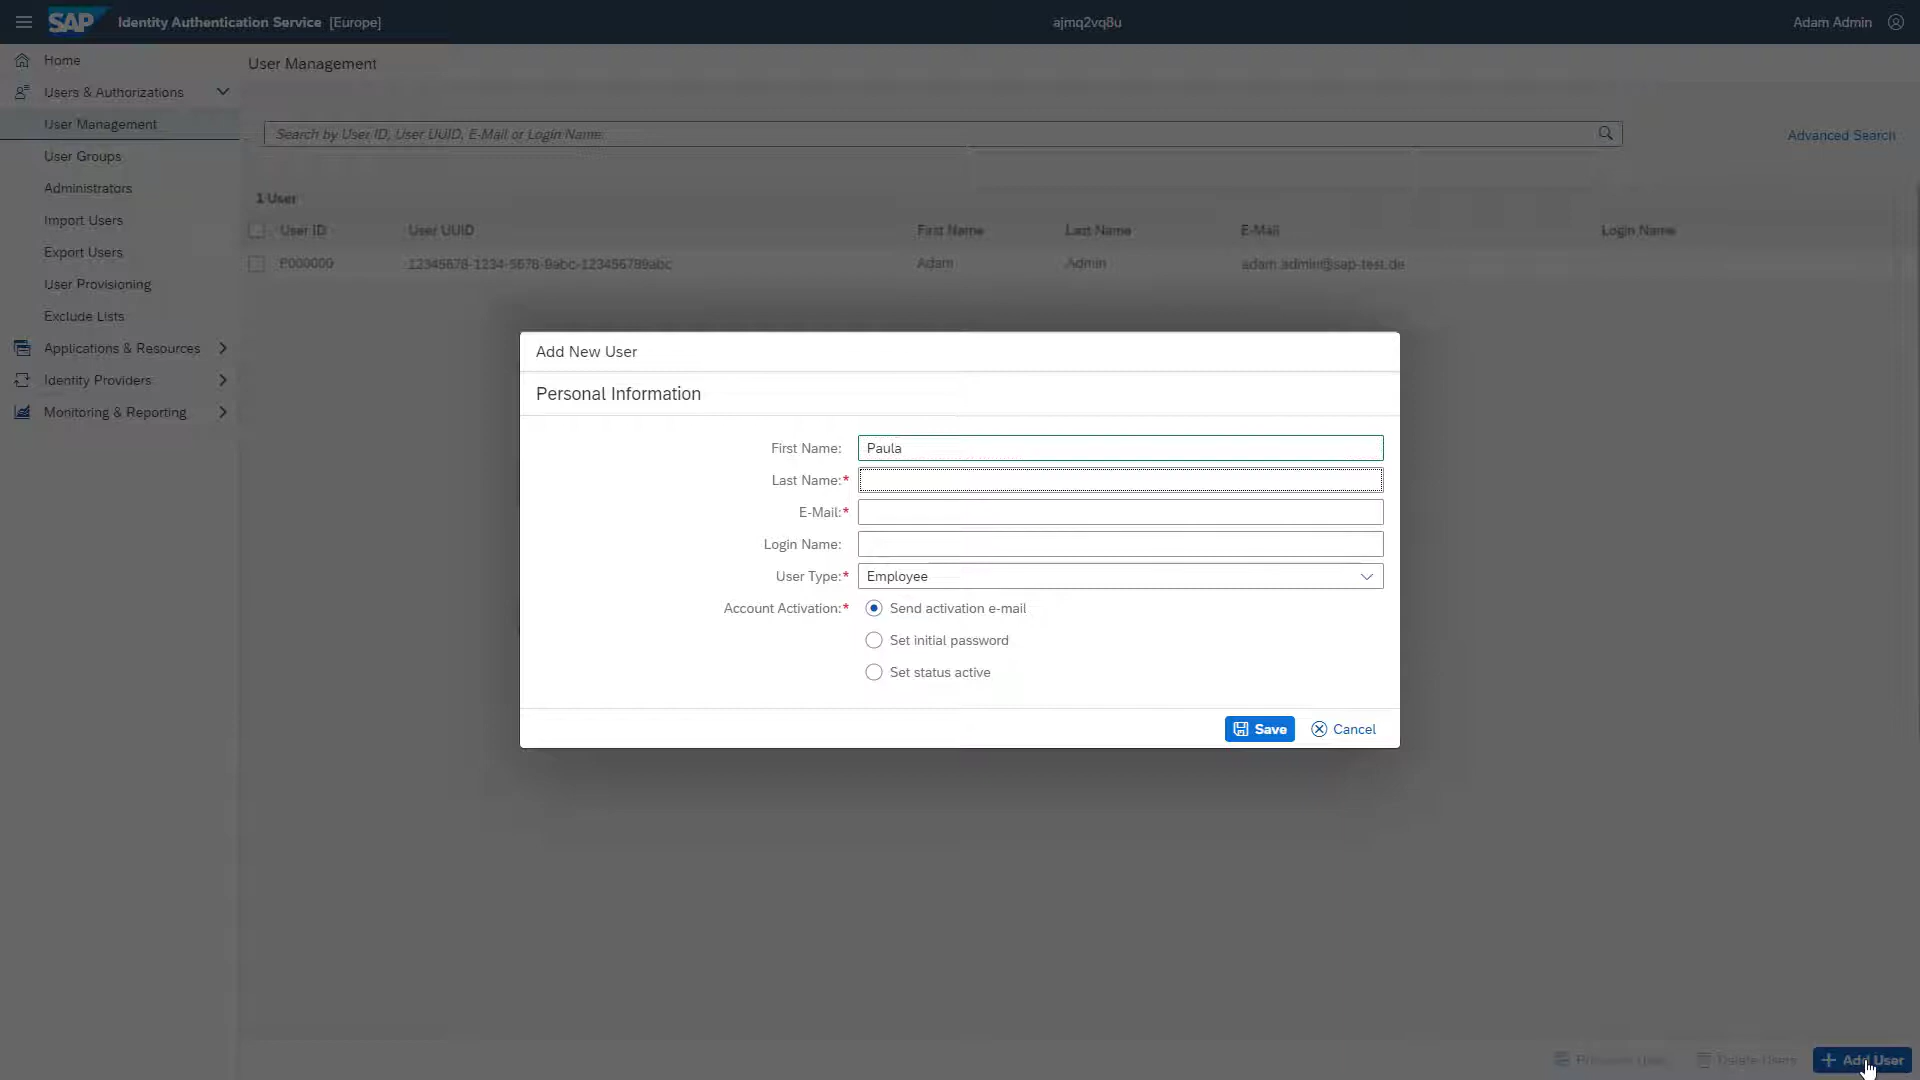 SAP Identity Authentication Service [Europe]
ajmq2vq8u
Adam Admin
Home
Users & Authorizations
User Management
User Groups
Administrators
Import Users
Export Users
User Provisioning
Exclude Lists
Applications & Resources
Identity Providers
Monitoring & Reporting
User Management
Search by User ID, User UUID, E-Mail or Login Name
Advanced Search
1 User
User ID User UUID First Name Last Name E-Mail Login Name
P000000 12345678-1234-5678-9abc-123456789abc Adam Admin adam.admin@sap-test.de
Add New User
Personal Information
First Name: Paula
Last Name:*
E-Mail:*
Login Name:
User Type:* Employee
Account Activation:* Send activation e-mail
Set initial password
Set status active
Save Cancel
Delete Users Add User